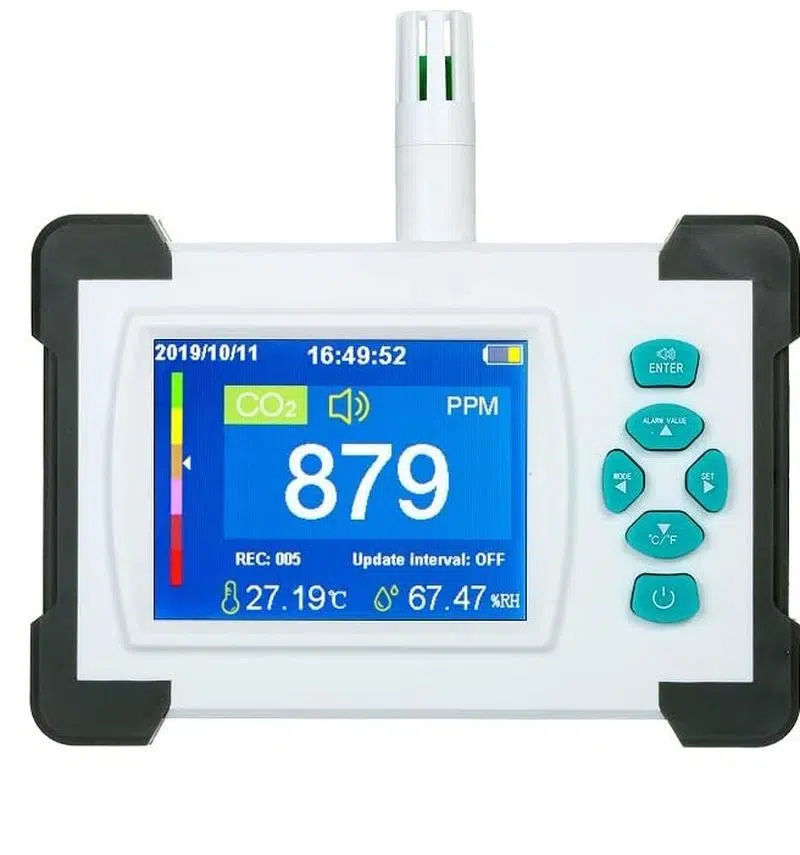 2019/10/11 16:49:52
CO₂ PPM
879
REC: 005 Update interval: OFF
27.19℃ 67.47 %RH
ENTER
ALARM VALUE
MODE SET
°C/°F